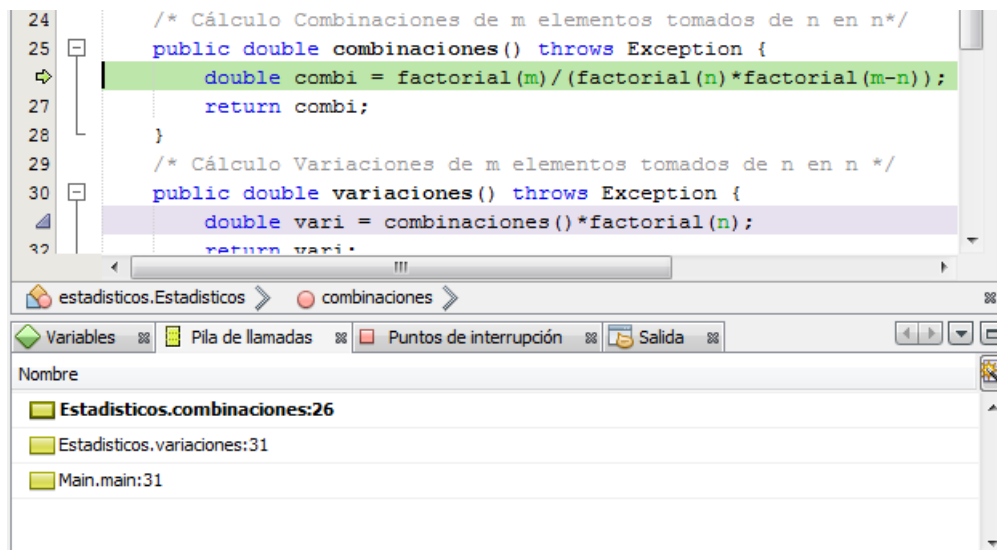 24 /* Cálculo Combinaciones de m elementos tomados de n en n*/
25 public double combinaciones() throws Exception {
double combi = factorial(m)/(factorial(n)*factorial(m-n));
27 return combi;
28 }
29 /* Cálculo Variaciones de m elementos tomados de n en n */
30 public double variaciones() throws Exception {
double vari = combinaciones()*factorial(n);
32 return vari;
estadisticos.Estadisticos combinaciones
Variables Pila de llamadas Puntos de interrupción Salida
Nombre
Estadisticos.combinaciones:26
Estadisticos.variaciones:31
Main.main:31